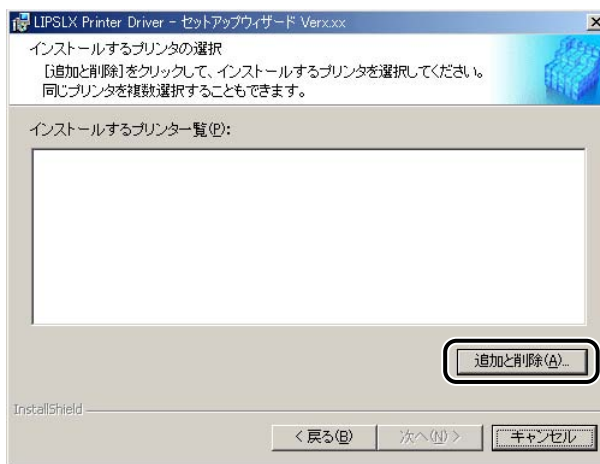 LIPSLX Printer Driver - セットアップウィザード Verx.xx
インストールするプリンタの選択
[追加と削除]をクリックして、インストールするプリンタを選択してください。
同じプリンタを複数選択することもできます。
インストールするプリンター覧(P):
追加と削除(A)...
InstallShield
< 戻る(B)
次へ(N) >
キャンセル